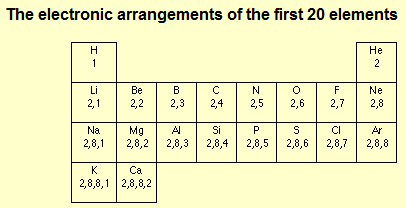 The electronic arrangements of the first 20 elements
H He
1 2
Li Be B C N O F Ne
2,1 2,2 2,3 2,4 2,5 2,6 2,7 2,8
Na Mg Al Si P S Cl Ar
2,8,1 2,8,2 2,8,3 2,8,4 2,8,5 2,8,6 2,8,7 2,8,8
K Ca
2,8,8,1 2,8,8,2